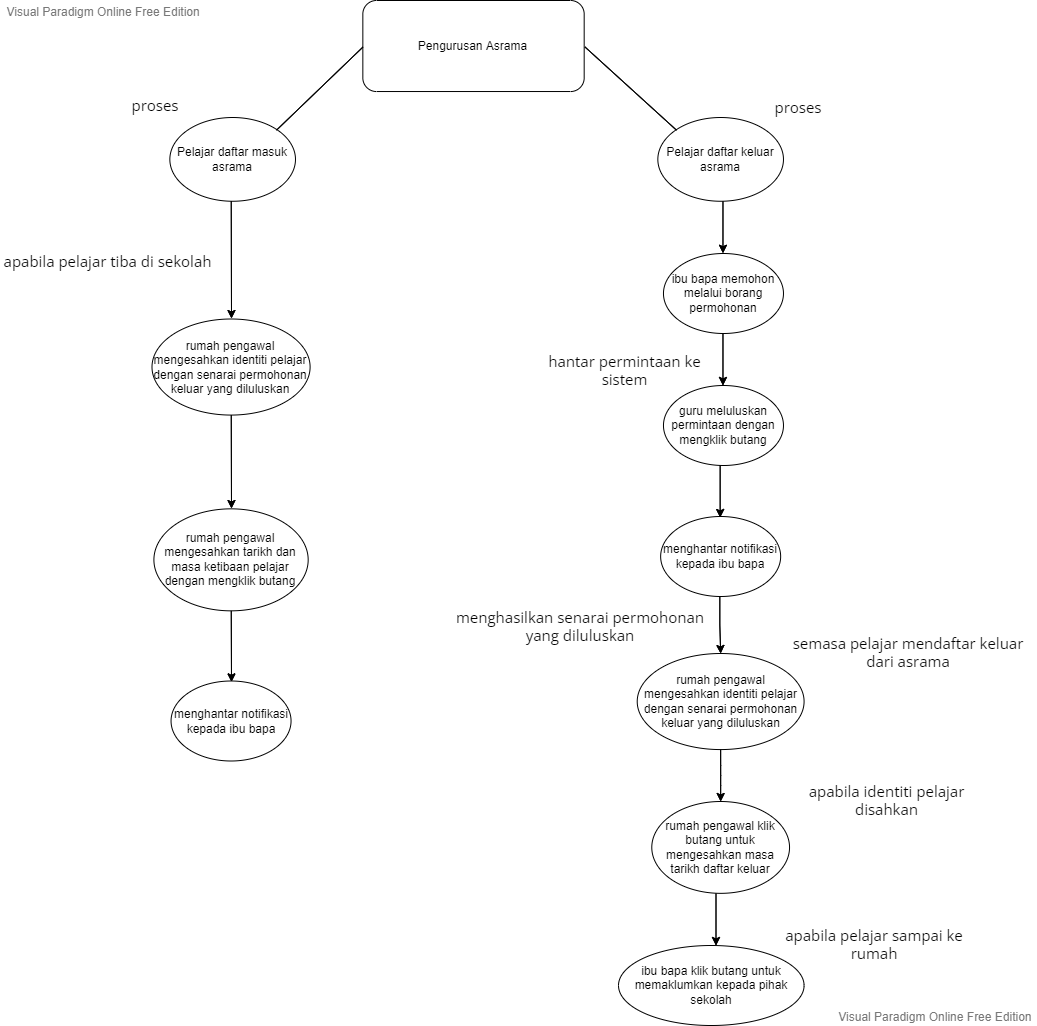 Visual Paradigm Online Free Edition
Pengurusan Asrama
proses
proses
Pelajar daftar masuk
asrama
Pelajar daftar keluar
asrama
apabila pelajar tiba di sekolah
ibu bapa memohon
melalui borang
permohonan
rumah pengawal
mengesahkan identiti pelajar
dengan senarai permohonan
keluar yang diluluskan
hantar permintaan ke
sistem
guru meluluskan
permintaan dengan
mengklik butang
rumah pengawal
mengesahkan tarikh dan
masa ketibaan pelajar
dengan mengklik butang
menghantar notifikasi
kepada ibu bapa
menghasilkan senarai permohonan
yang diluluskan
semasa pelajar mendaftar keluar
dari asrama
rumah pengawal
mengesahkan identiti pelajar
dengan senarai permohonan
keluar yang diluluskan
menghantar notifikasi
kepada ibu bapa
apabila identiti pelajar
disahkan
rumah pengawal klik
butang untuk
mengesahkan masa
tarikh daftar keluar
apabila pelajar sampai ke
rumah
ibu bapa klik butang untuk
memaklumkan kepada pihak
sekolah
Visual Paradigm Online Free Edition